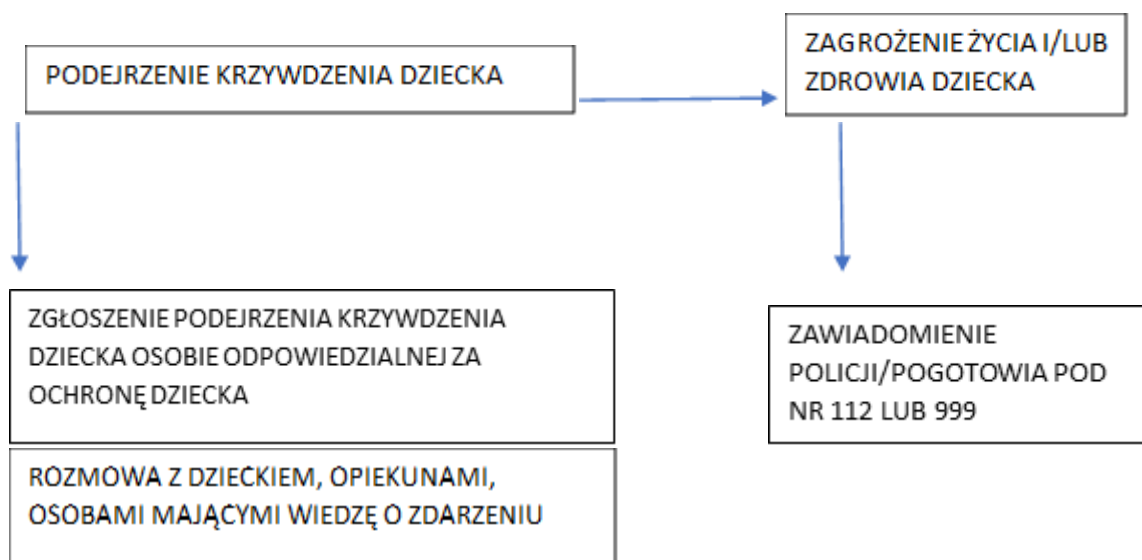 PODEJRZENIE KRZYWDZENIA DZIECKA
ZAGROŻENIE ŻYCIA I/LUB
ZDROWIA DZIECKA
ZGŁOSZENIE PODEJRZENIA KRZYWDZENIA
DZIECKA OSOBIE ODPOWIEDZIALNEJ ZA
OCHRONĘ DZIECKA
ZAWIADOMIENIE
POLICJI/POGOTOWIA POD
NR 112 LUB 999
ROZMOWA Z DZIECKIEM, OPIEKUNAMI,
OSOBAMI MAJĄCYMI WIEDZĘ O ZDARZENIU